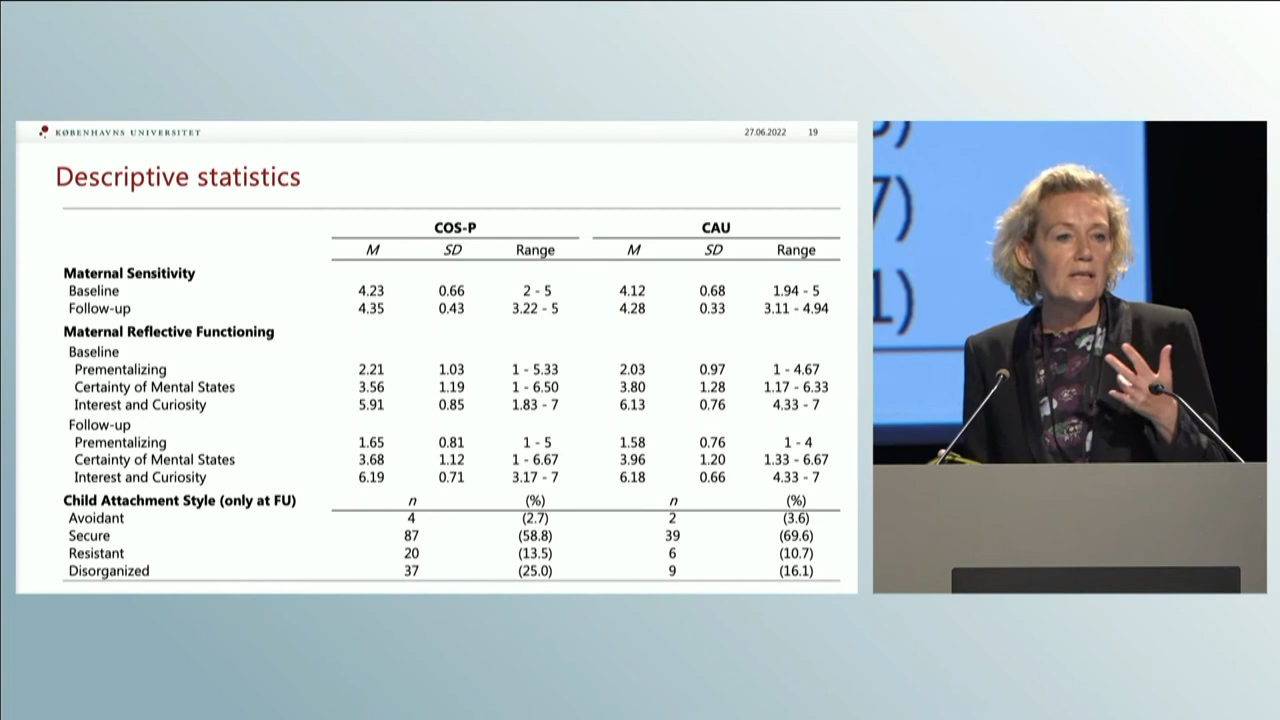 KØBENHAVNS UNIVERSITET 27.06.2022 19
Descriptive statistics
COS-P CAU
M SD Range M SD Range
Maternal Sensitivity
Baseline 4.23 0.66 2 - 5 4.12 0.68 1.94 - 5
Follow-up 4.35 0.43 3.22 - 5 4.28 0.33 3.11 - 4.94
Maternal Reflective Functioning
Baseline
Prementalizing 2.21 1.03 1 - 5.33 2.03 0.97 1 - 4.67
Certainty of Mental States 3.56 1.19 1 - 6.50 3.80 1.28 1.17 - 6.33
Interest and Curiosity 5.91 0.85 1.83 - 7 6.13 0.76 4.33 - 7
Follow-up
Prementalizing 1.65 0.81 1 - 5 1.58 0.76 1 - 4
Certainty of Mental States 3.68 1.12 1 - 6.67 3.96 1.20 1.33 - 6.67
Interest and Curiosity 6.19 0.71 3.17 - 7 6.18 0.66 4.33 - 7
Child Attachment Style (only at FU) n (%) n (%)
Avoidant 4 (2.7) 2 (3.6)
Secure 87 (58.8) 39 (69.6)
Resistant 20 (13.5) 6 (10.7)
Disorganized 37 (25.0) 9 (16.1)
7)
1)